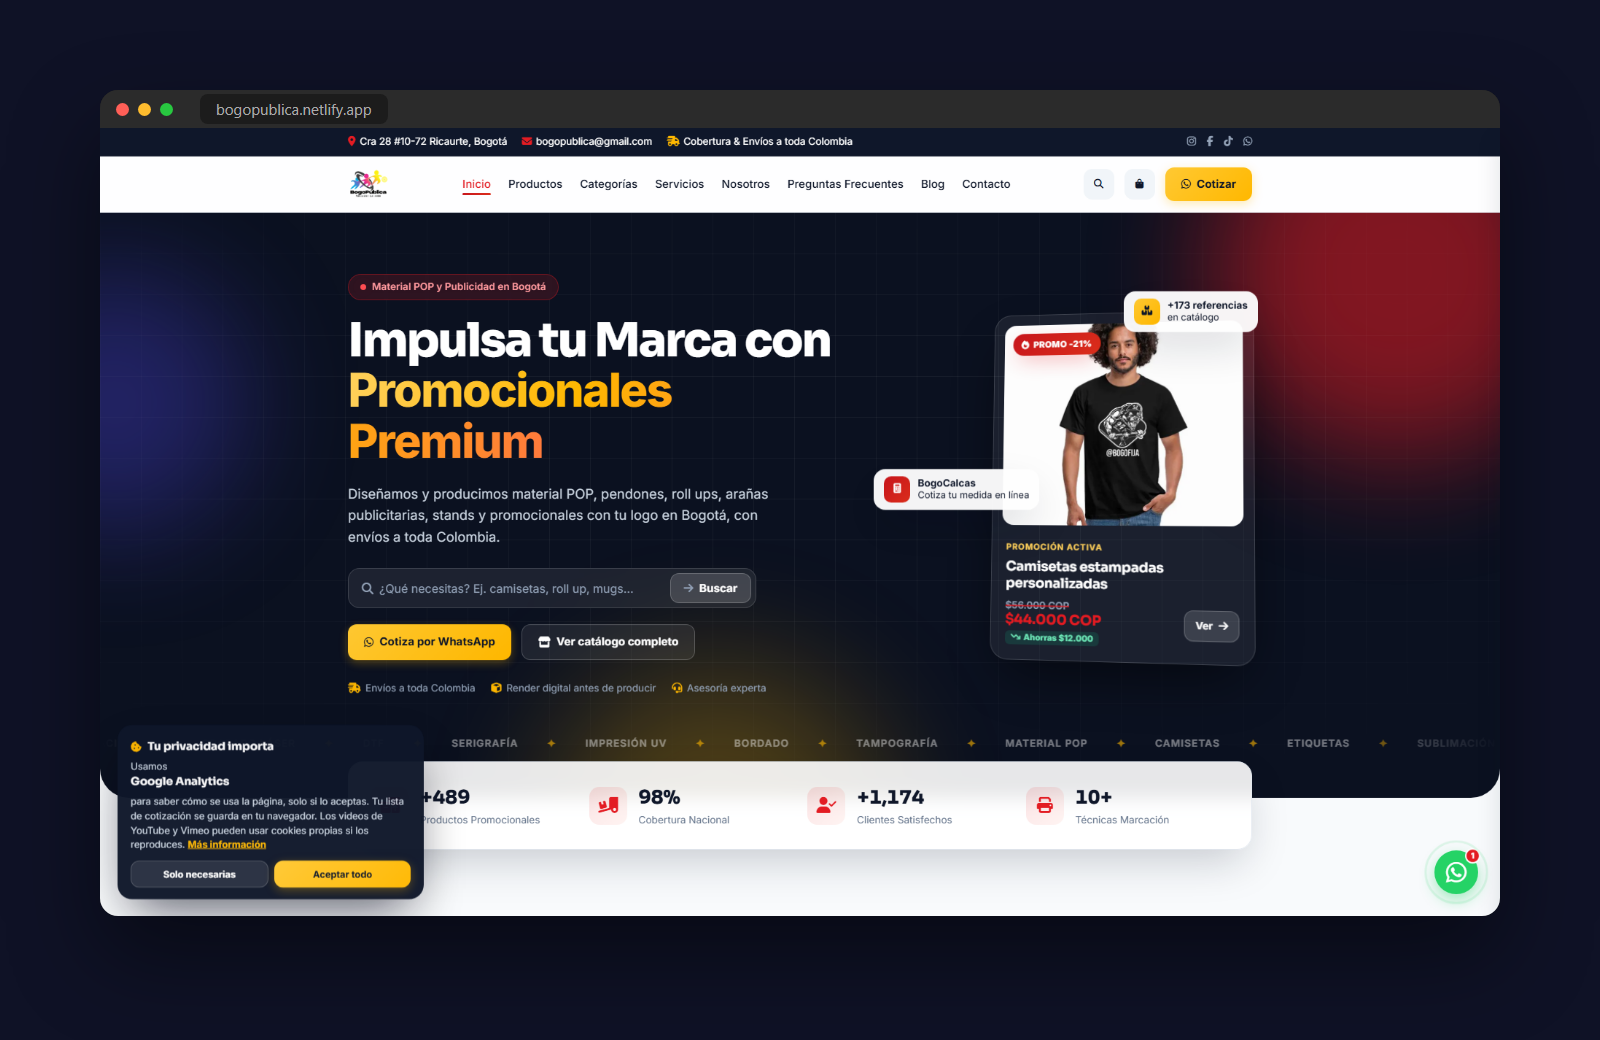 bogopublica.netlify.app
Cra 28 #10-72 Ricaurte, Bogotá
bogopublica@gmail.com
Cobertura & Envíos a toda Colombia
BogoPublica
Inicio
Productos
Categorías
Servicios
Nosotros
Preguntas Frecuentes
Blog
Contacto
Cotizar
Material POP y Publicidad en Bogotá
Impulsa tu Marca con
Promocionales
Premium
Diseñamos y producimos material POP, pendones, roll ups, arañas
publicitarias, stands y promocionales con tu logo en Bogotá, con
envíos a toda Colombia.
¿Qué necesitas? Ej. camisetas, roll up, mugs...
Buscar
Cotiza por WhatsApp
Ver catálogo completo
Envíos a toda Colombia
Render digital antes de producir
Asesoría experta
+173 referencias
en catálogo
PROMO -21%
@BOGOFIJA
BogoCalcas
Cotiza tu medida en línea
PROMOCIÓN ACTIVA
Camisetas estampadas
personalizadas
$56.000 COP
$44.000 COP
Ahorras $12.000
Ver
SERIGRAFÍA
IMPRESIÓN UV
BORDADO
TAMPOGRAFÍA
MATERIAL POP
CAMISETAS
ETIQUETAS
SUBLIMACIÓN
+489
Productos Promocionales
98%
Cobertura Nacional
+1,174
Clientes Satisfechos
10+
Técnicas Marcación
Tu privacidad importa
Usamos
Google Analytics
para saber cómo se usa la página, solo si lo aceptas. Tu lista
de cotización se guarda en tu navegador. Los videos de
YouTube y Vimeo pueden usar cookies propias si los
reproduces. Más información
Solo necesarias
Aceptar todo
1